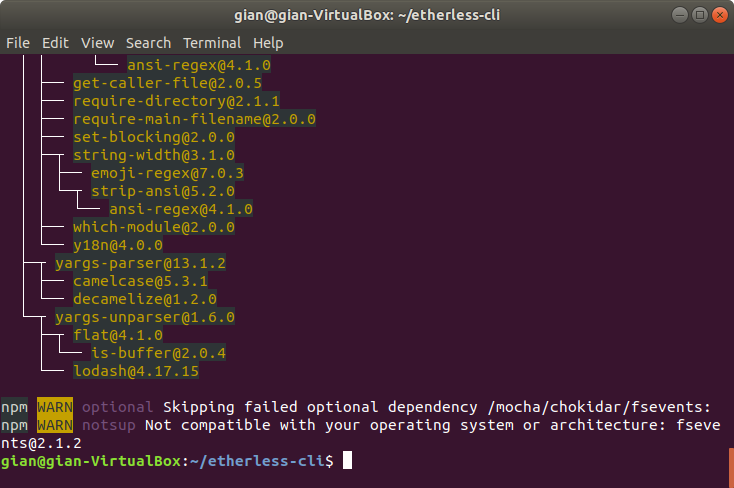 gian@gian-VirtualBox: ~/etherless-cli
File Edit View Search Terminal Help
ansi-regex@4.1.0
get-caller-file@2.0.5
require-directory@2.1.1
require-main-filename@2.0.0
set-blocking@2.0.0
string-width@3.1.0
emoji-regex@7.0.3
strip-ansi@5.2.0
ansi-regex@4.1.0
which-module@2.0.0
y18n@4.0.0
yargs-parser@13.1.2
camelcase@5.3.1
decamelize@1.2.0
yargs-unparser@1.6.0
flat@4.1.0
is-buffer@2.0.4
lodash@4.17.15
npm WARN optional Skipping failed optional dependency /mocha/chokidar/fsevents:
npm WARN notsup Not compatible with your operating system or architecture: fseve
nts@2.1.2
gian@gian-VirtualBox:~/etherless-cli$